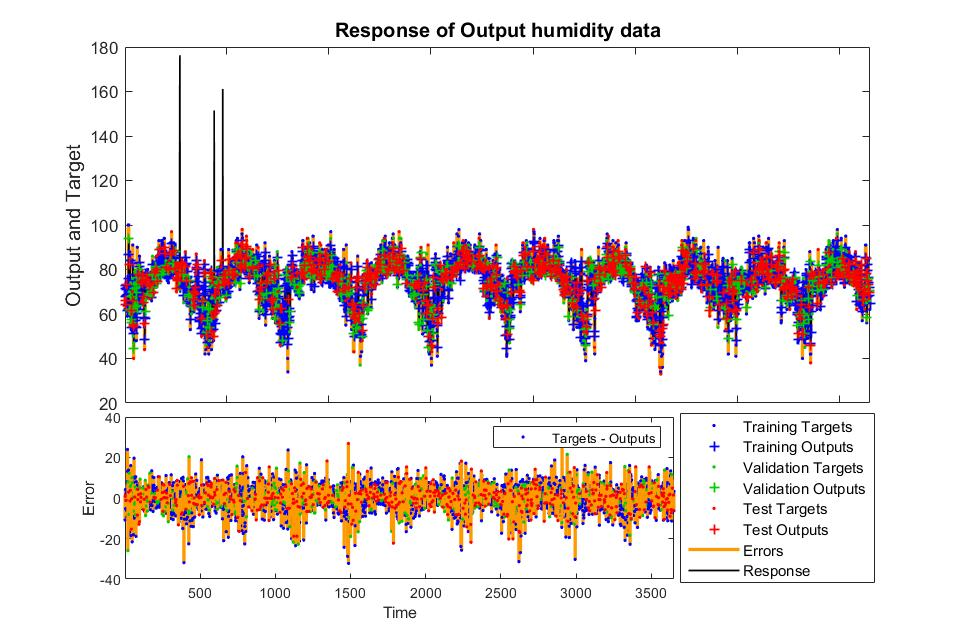 Response of Output humidity data
180
160
140
120
100
80
60
40
20
Output and Target
40
20
0
-20
-40
Error
Targets - Outputs
500 1000 1500 2000 2500 3000 3500
Time
Training Targets
Training Outputs
Validation Targets
Validation Outputs
Test Targets
Test Outputs
Errors
Response